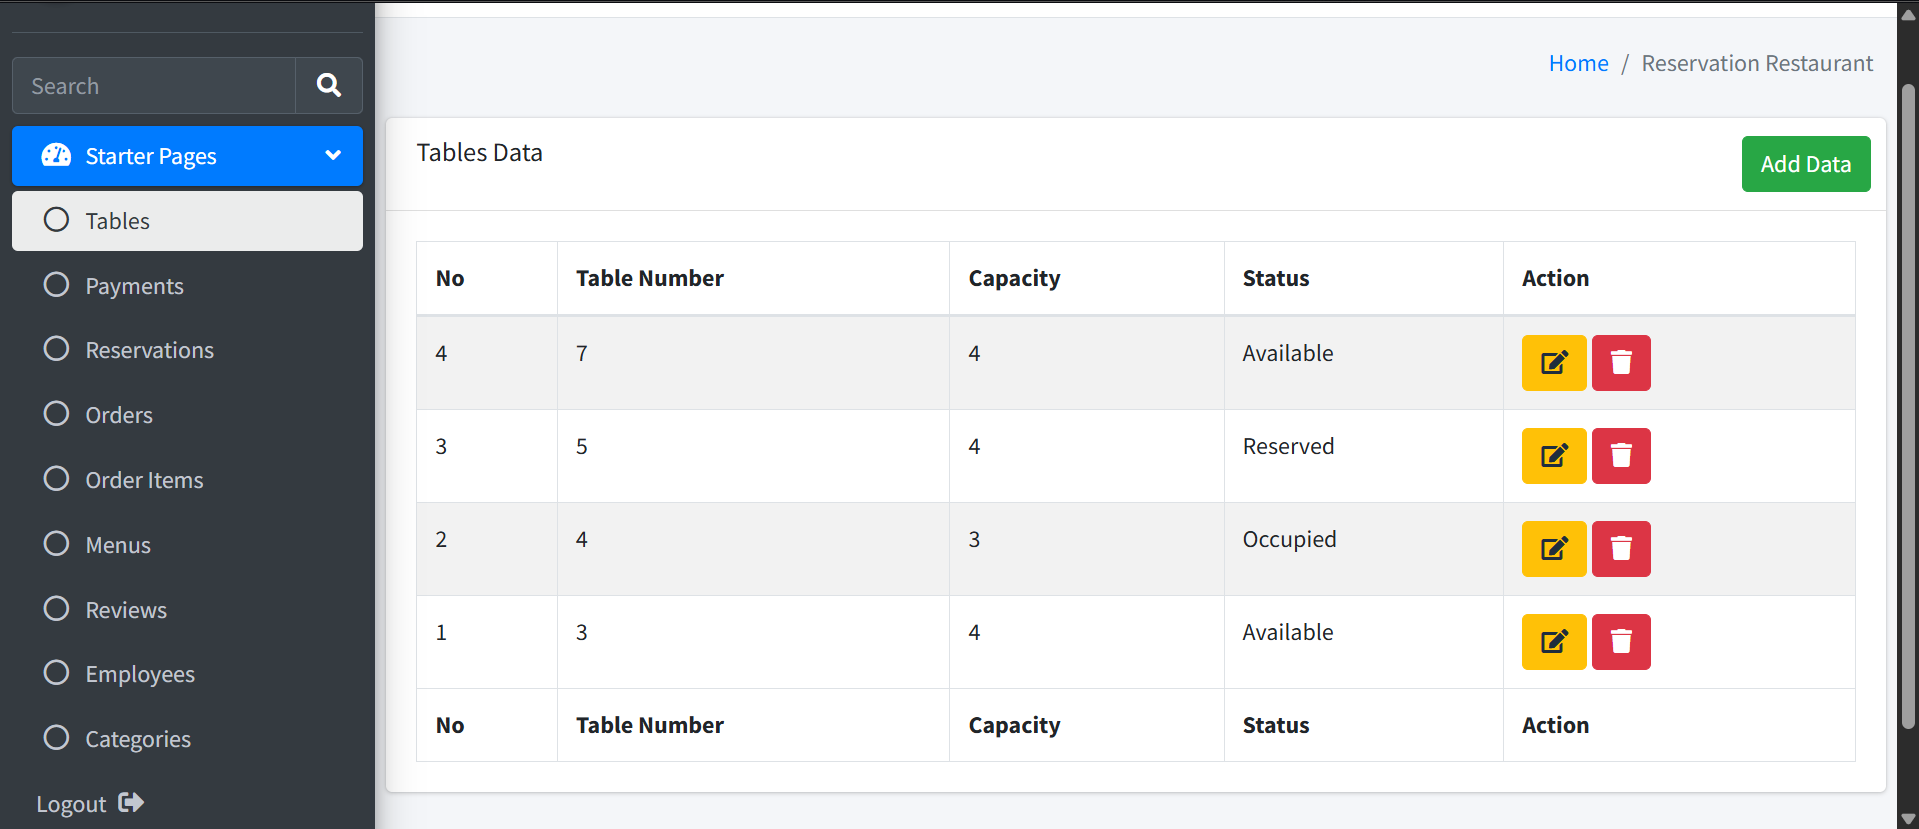 Search
Starter Pages
Tables
Payments
Reservations
Orders
Order Items
Menus
Reviews
Employees
Categories
Logout
Home / Reservation Restaurant
Tables Data
Add Data
No Table Number Capacity Status Action
4 7 4 Available
3 5 4 Reserved
2 4 3 Occupied
1 3 4 Available
No Table Number Capacity Status Action